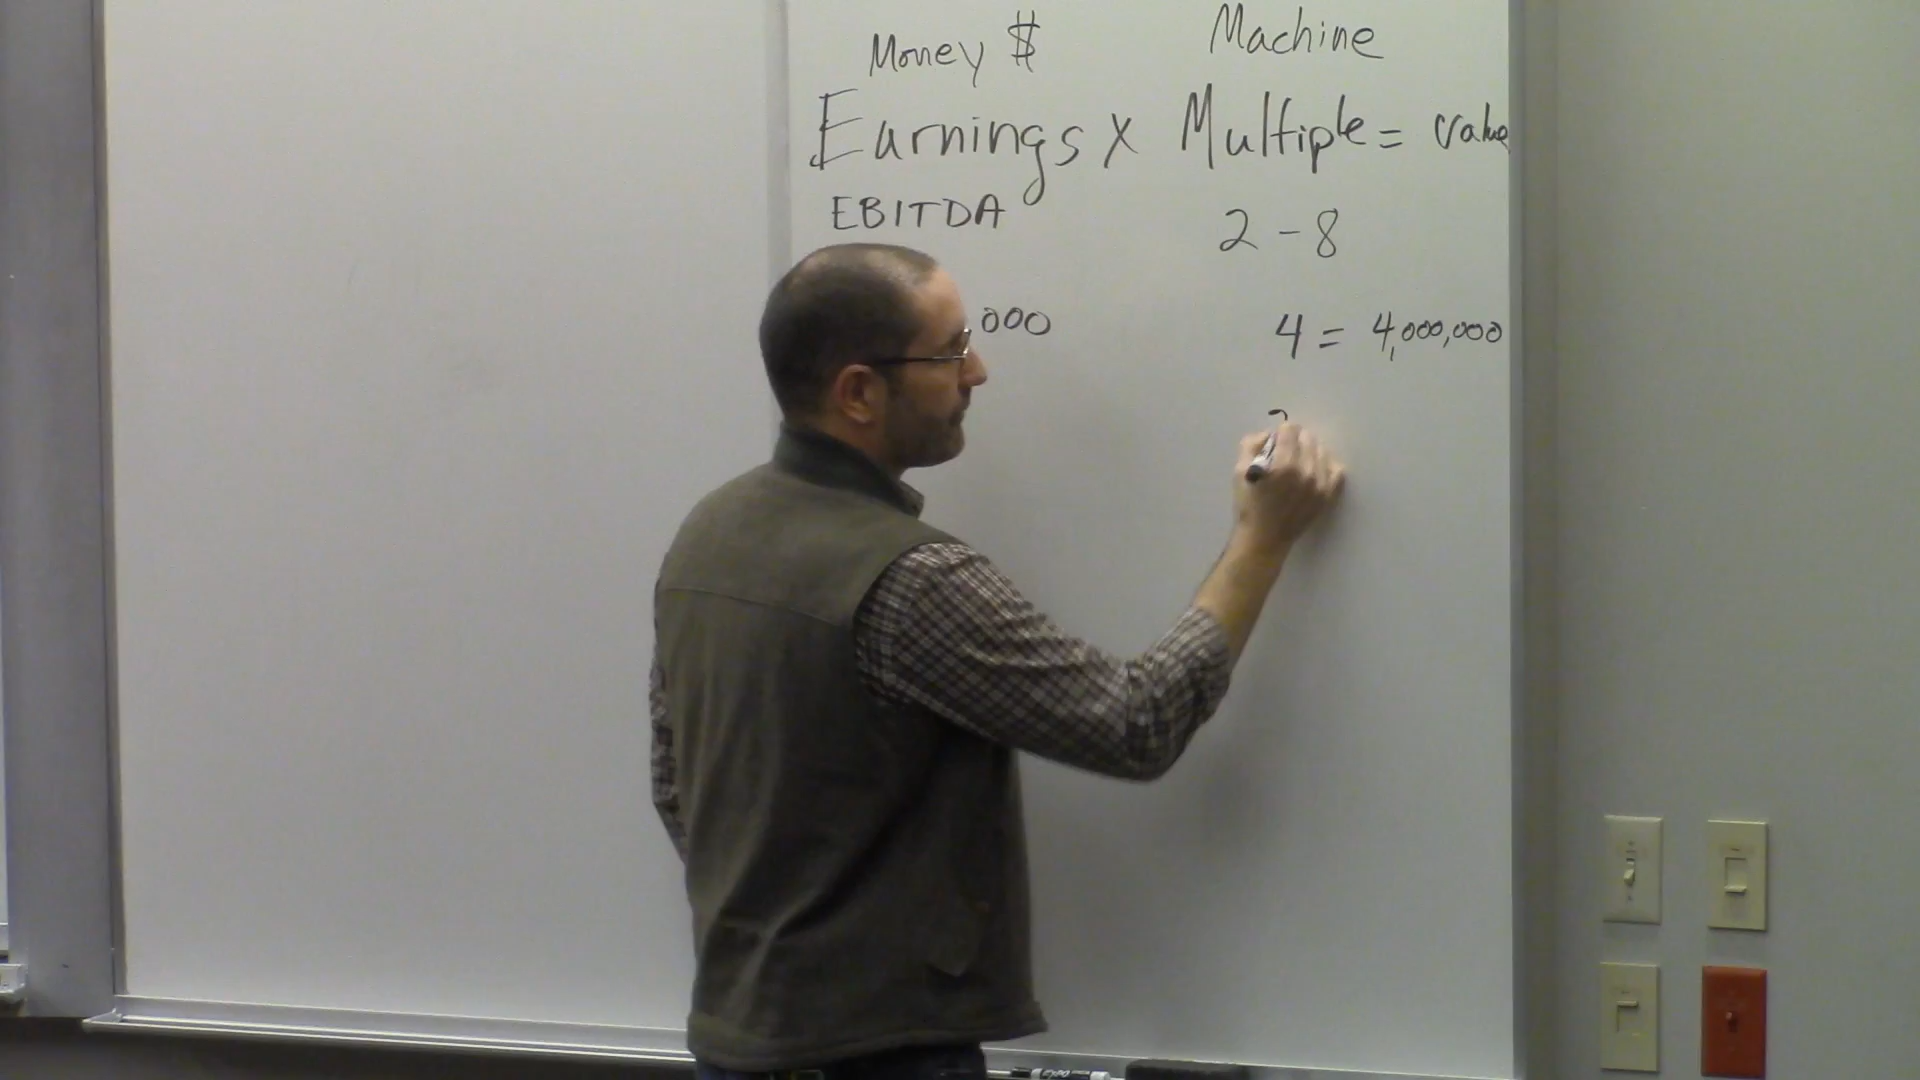 Money $ Machine
Earnings X Multiple = Value
EBITDA 2 - 8
000 4 = 4,000,000